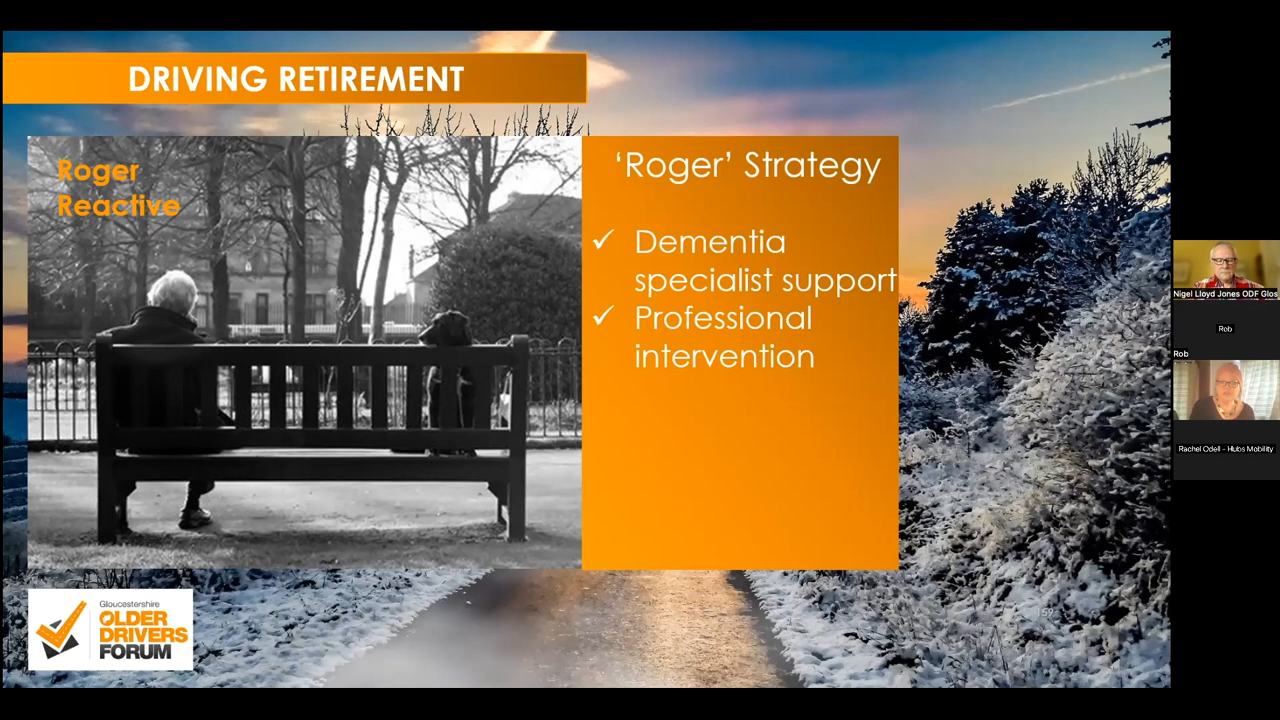 DRIVING RETIREMENT
Roger
Reactive
‘Roger’ Strategy
✓ Dementia
specialist support
✓ Professional
intervention
Gloucestershire
OLDER
DRIVERS
FORUM
59
Nigel Lloyd Jones ODF Glos
Rob
Rob
Rachel Odell - Hubs Mobility